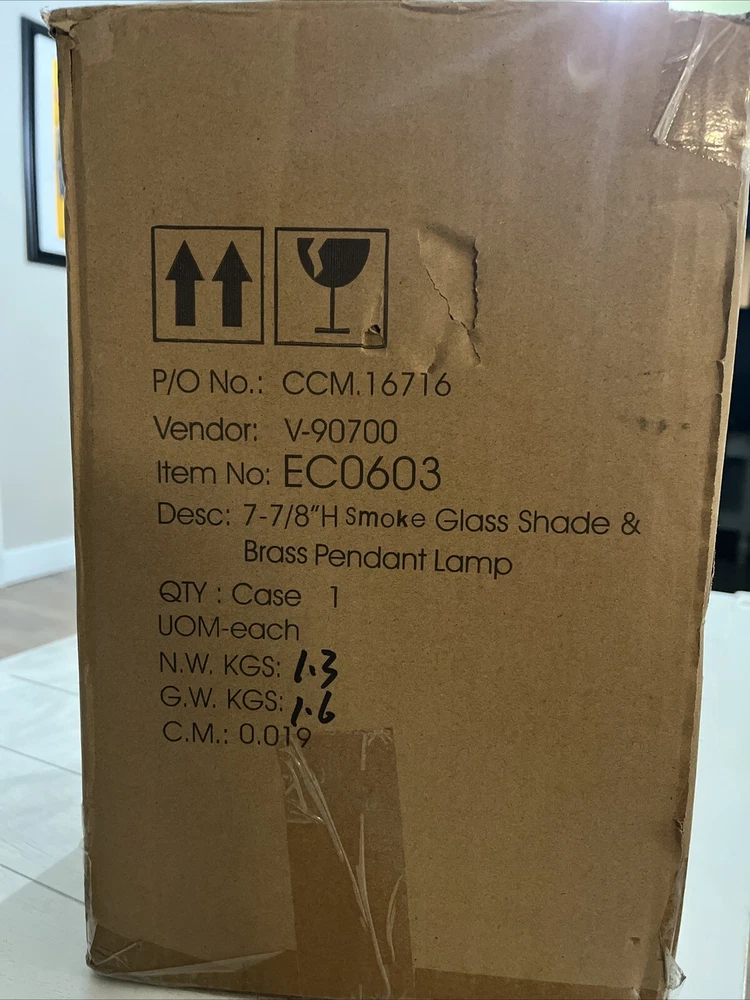 P/O No.: CCM.16716
Vendor: V-90700
Item No: EC0603
Desc: 7-7/8"H Smoke Glass Shade &
Brass Pendant Lamp
QTY : Case 1
UOM-each
N.W. KGS: 1.3
G.W. KGS: 1.6
C.M.: 0.019